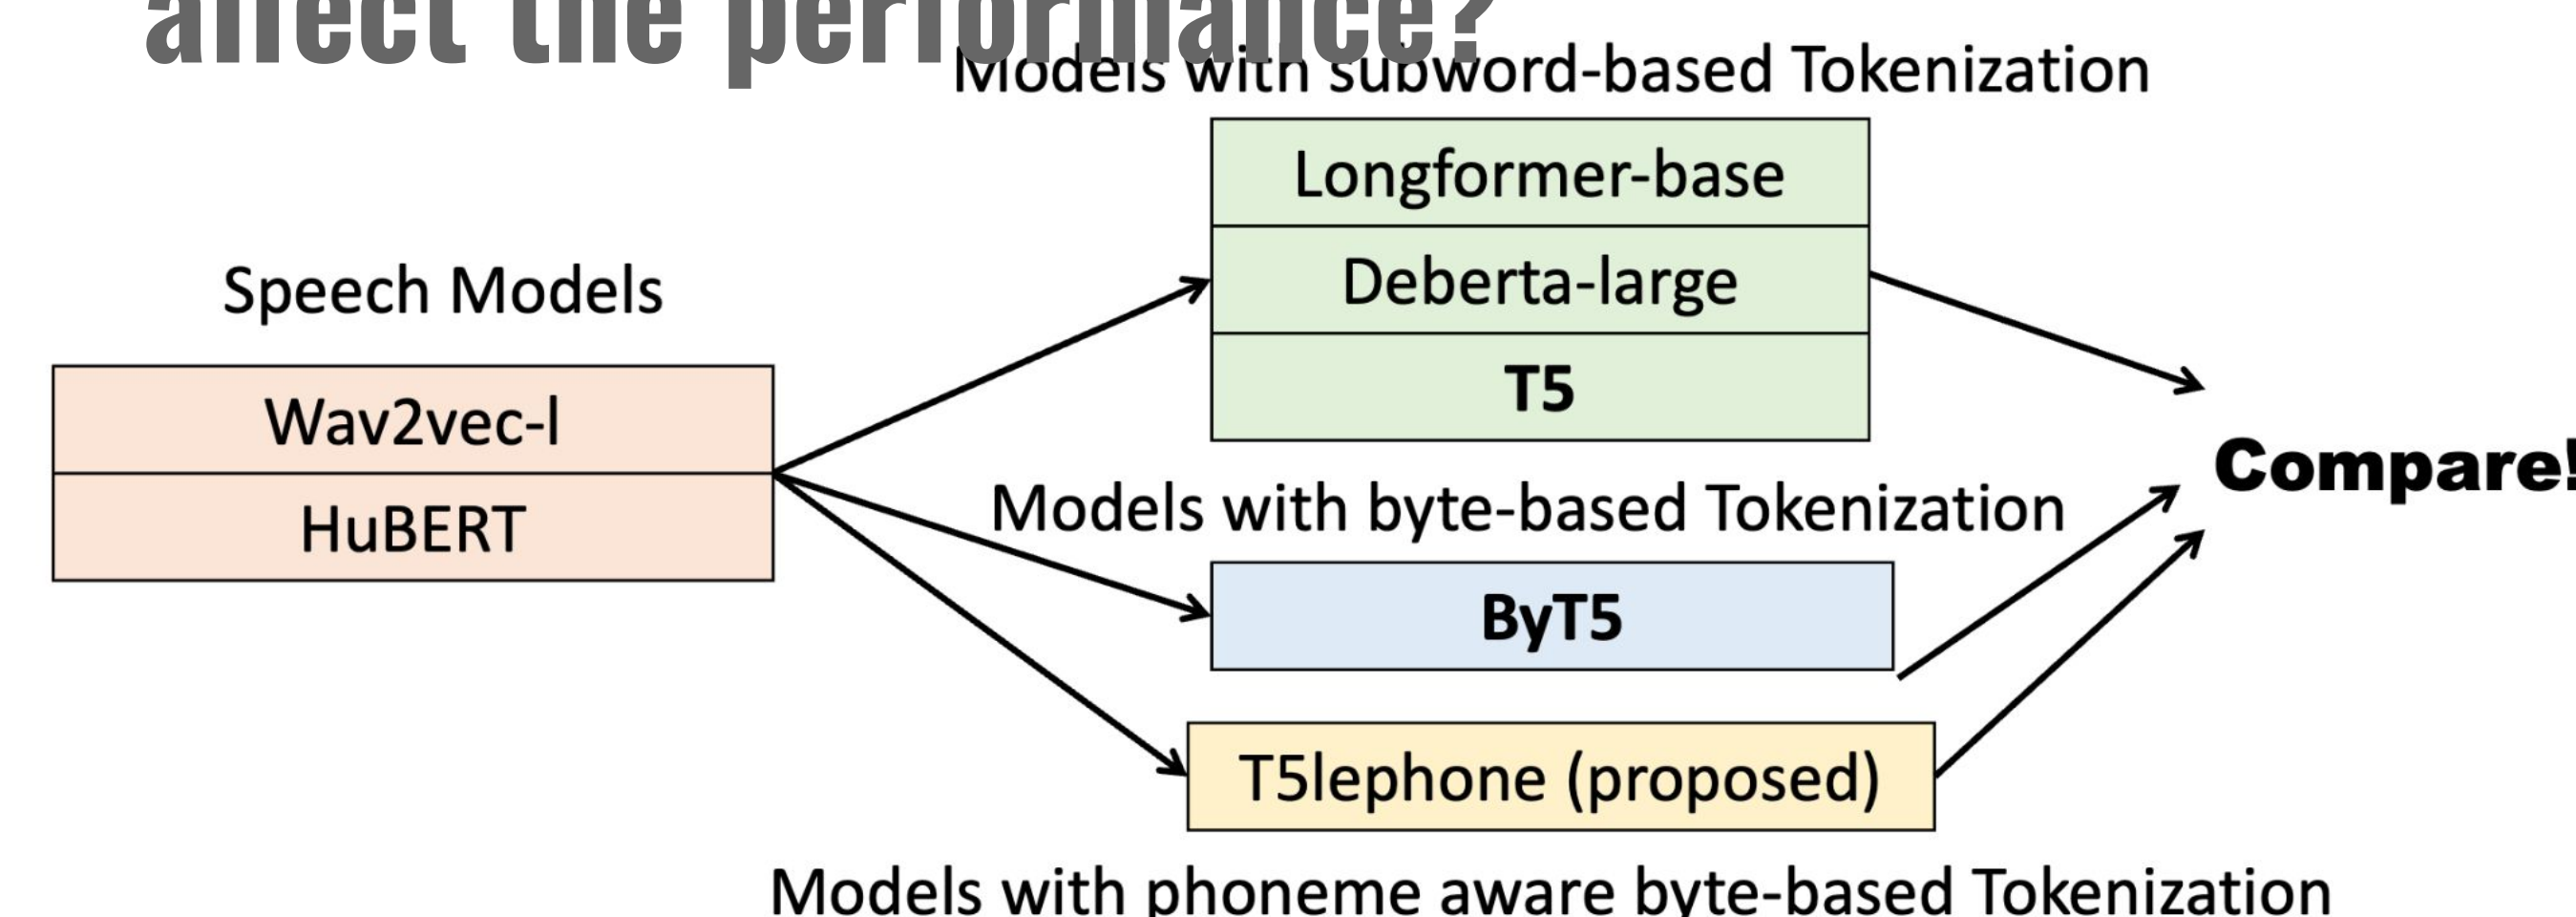 affect the performance?
Models with subword-based Tokenization
Longformer-base
Deberta-large
T5
Speech Models
Wav2vec-l
HuBERT
Compare!
Models with byte-based Tokenization
ByT5
T5lephone (proposed)
Models with phoneme aware byte-based Tokenization